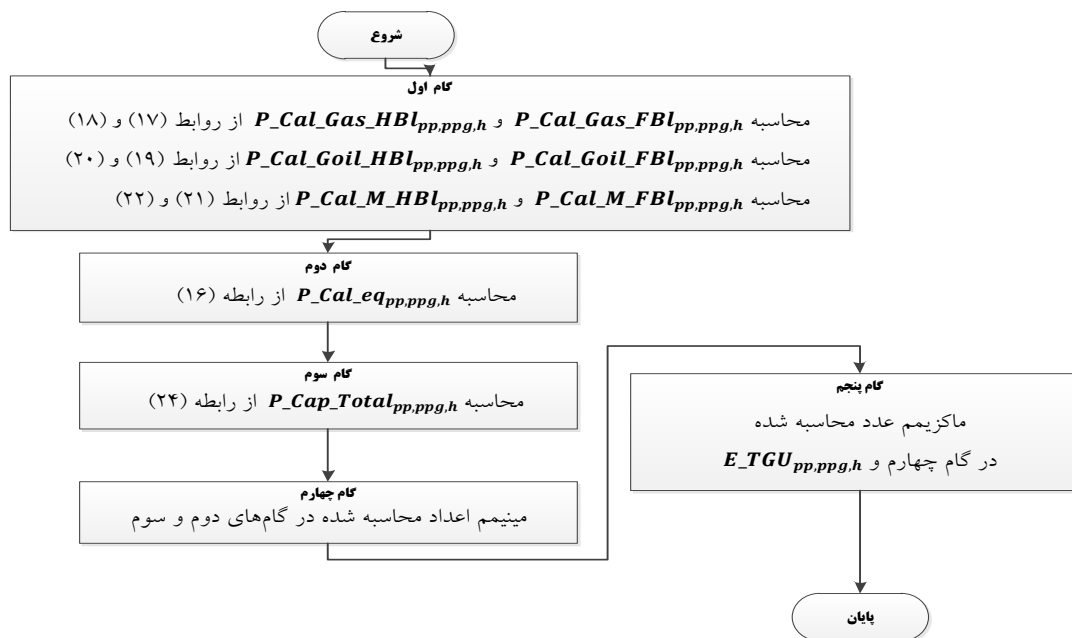 شروع
گام اول
محاسبه P_Cal_Gas_FBl_{pp,ppg,h} و P_Cal_Gas_HBl_{pp,ppg,h} از روابط (۱۷) و (۱۸)
محاسبه P_Cal_Goil_FBl_{pp,ppg,h} و P_Cal_Goil_HBl_{pp,ppg,h} از روابط (۱۹) و (۲۰)
محاسبه P_Cal_M_FBl_{pp,ppg,h} و P_Cal_M_HBl_{pp,ppg,h} از روابط (۲۱) و (۲۲)
گام دوم
محاسبه P_Cal_eq_{pp,ppg,h} از رابطه (۱۶)
گام سوم
محاسبه P_Cap_Total_{pp,ppg,h} از رابطه (۲۴)
گام چهارم
مینیمم اعداد محاسبه شده در گام‌های دوم و سوم
گام پنجم
ماکزیمم عدد محاسبه شده
در گام چهارم و E_TGU_{pp,ppg,h}
پایان